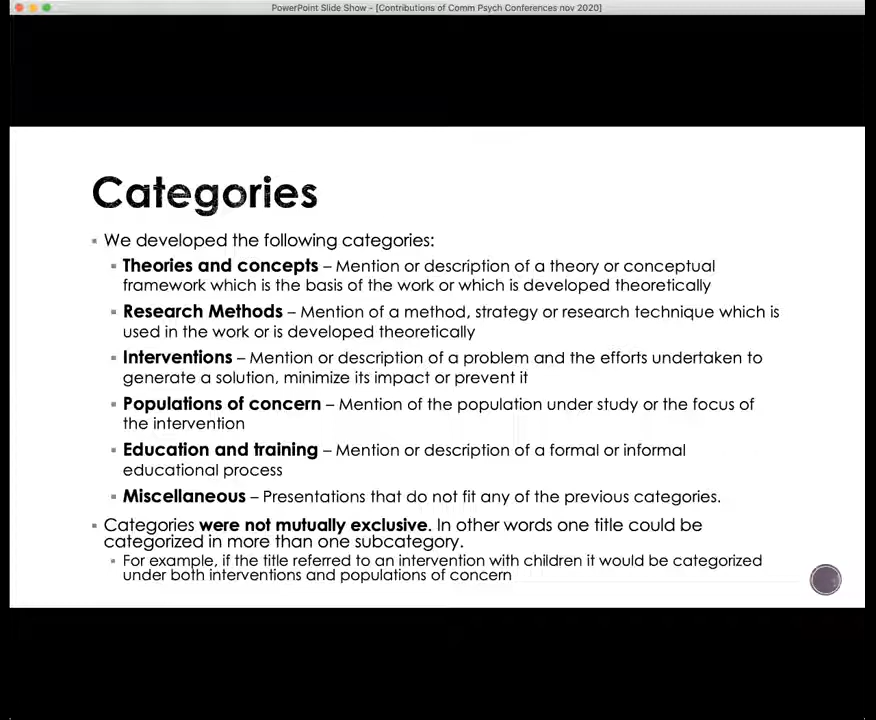 PowerPoint Slide Show - [Contributions of Comm Psych Conferences nov 2020]
Categories
▪ We developed the following categories:
▪ Theories and concepts – Mention or description of a theory or conceptual
framework which is the basis of the work or which is developed theoretically
▪ Research Methods – Mention of a method, strategy or research technique which is
used in the work or is developed theoretically
▪ Interventions – Mention or description of a problem and the efforts undertaken to
generate a solution, minimize its impact or prevent it
▪ Populations of concern – Mention of the population under study or the focus of
the intervention
▪ Education and training – Mention or description of a formal or informal
educational process
▪ Miscellaneous – Presentations that do not fit any of the previous categories.
▪ Categories were not mutually exclusive. In other words one title could be
categorized in more than one subcategory.
▪ For example, if the title referred to an intervention with children it would be categorized
under both interventions and populations of concern